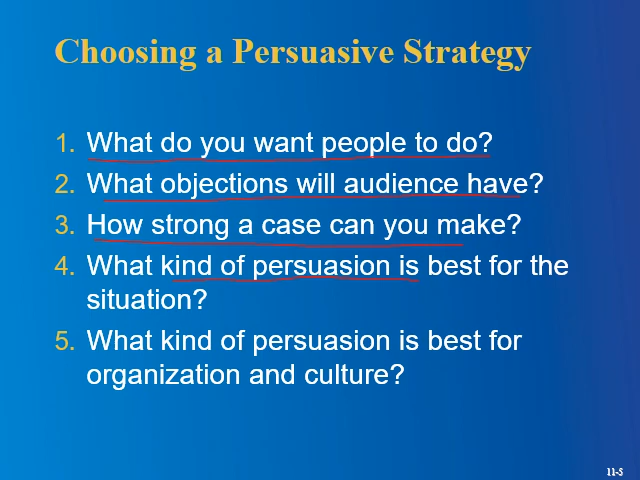 Choosing a Persuasive Strategy
1. What do you want people to do?
2. What objections will audience have?
3. How strong a case can you make?
4. What kind of persuasion is best for the
situation?
5. What kind of persuasion is best for
organization and culture?
11-5